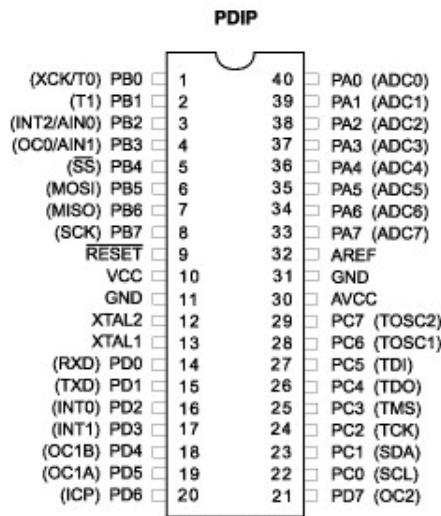 PDIP
(XCK/T0) PB0 1 40 PA0 (ADC0)
(T1) PB1 2 39 PA1 (ADC1)
(INT2/AIN0) PB2 3 38 PA2 (ADC2)
(OC0/AIN1) PB3 4 37 PA3 (ADC3)
(SS) PB4 5 36 PA4 (ADC4)
(MOSI) PB5 6 35 PA5 (ADC5)
(MISO) PB6 7 34 PA6 (ADC6)
(SCK) PB7 8 33 PA7 (ADC7)
RESET 9 32 AREF
VCC 10 31 GND
GND 11 30 AVCC
XTAL2 12 29 PC7 (TOSC2)
XTAL1 13 28 PC6 (TOSC1)
(RXD) PD0 14 27 PC5 (TDI)
(TXD) PD1 15 26 PC4 (TDO)
(INT0) PD2 16 25 PC3 (TMS)
(INT1) PD3 17 24 PC2 (TCK)
(OC1B) PD4 18 23 PC1 (SDA)
(OC1A) PD5 19 22 PC0 (SCL)
(ICP) PD6 20 21 PD7 (OC2)